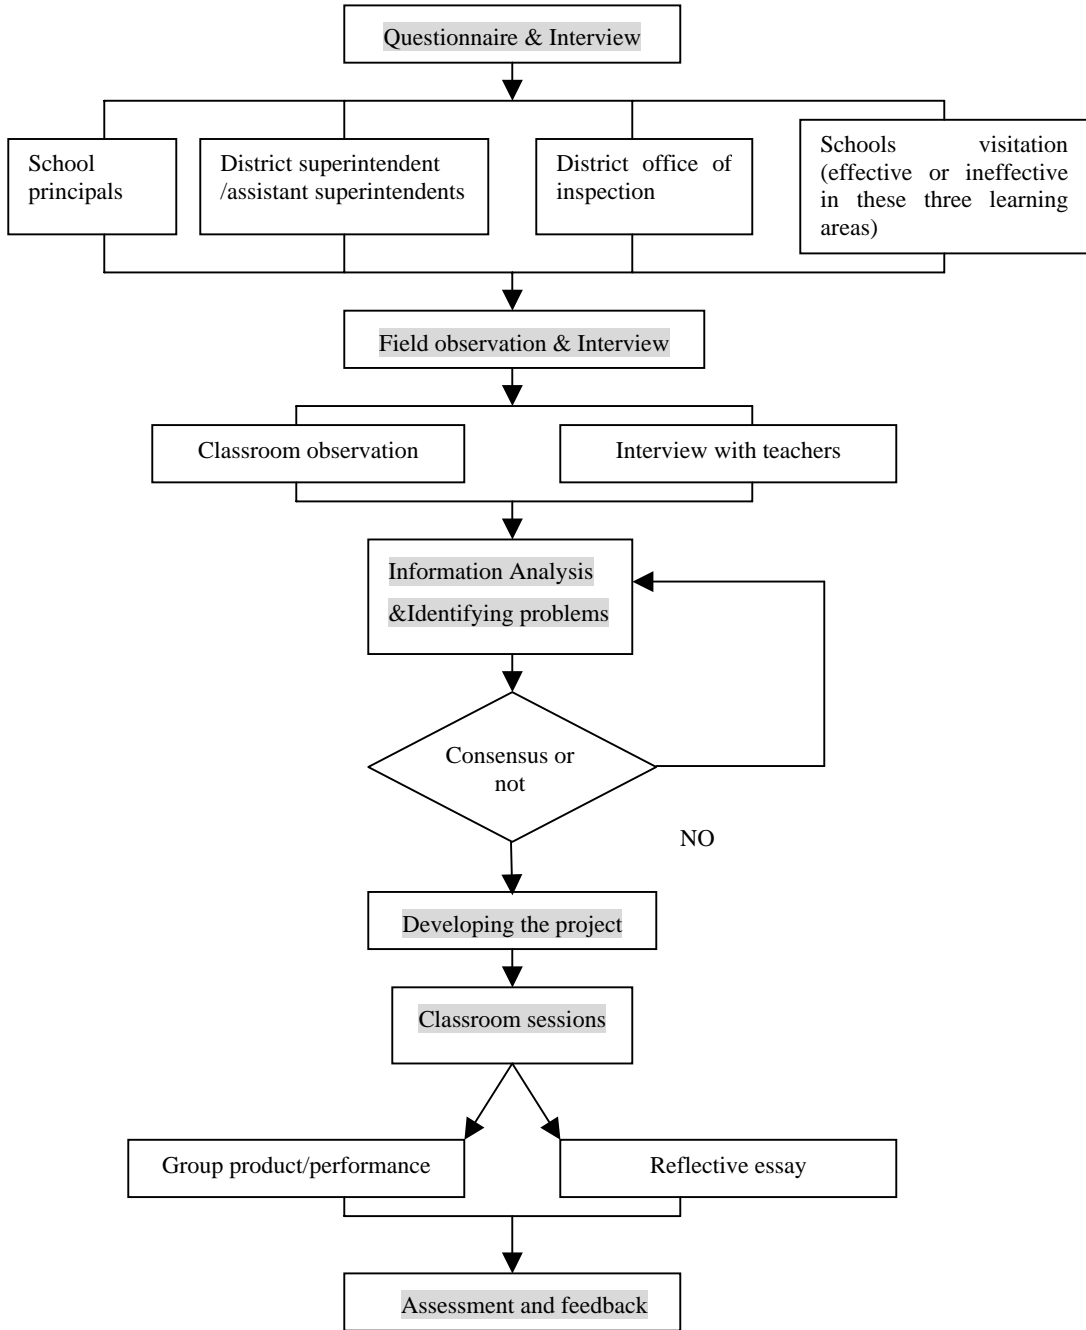 Questionnaire & Interview
School
principals
District superintendent
/assistant superintendents
District office of
inspection
Schools visitation
(effective or ineffective
in these three learning
areas)
Field observation & Interview
Classroom observation
Interview with teachers
Information Analysis
&Identifying problems
Consensus or
not
NO
Developing the project
Classroom sessions
Group product/performance
Reflective essay
Assessment and feedback